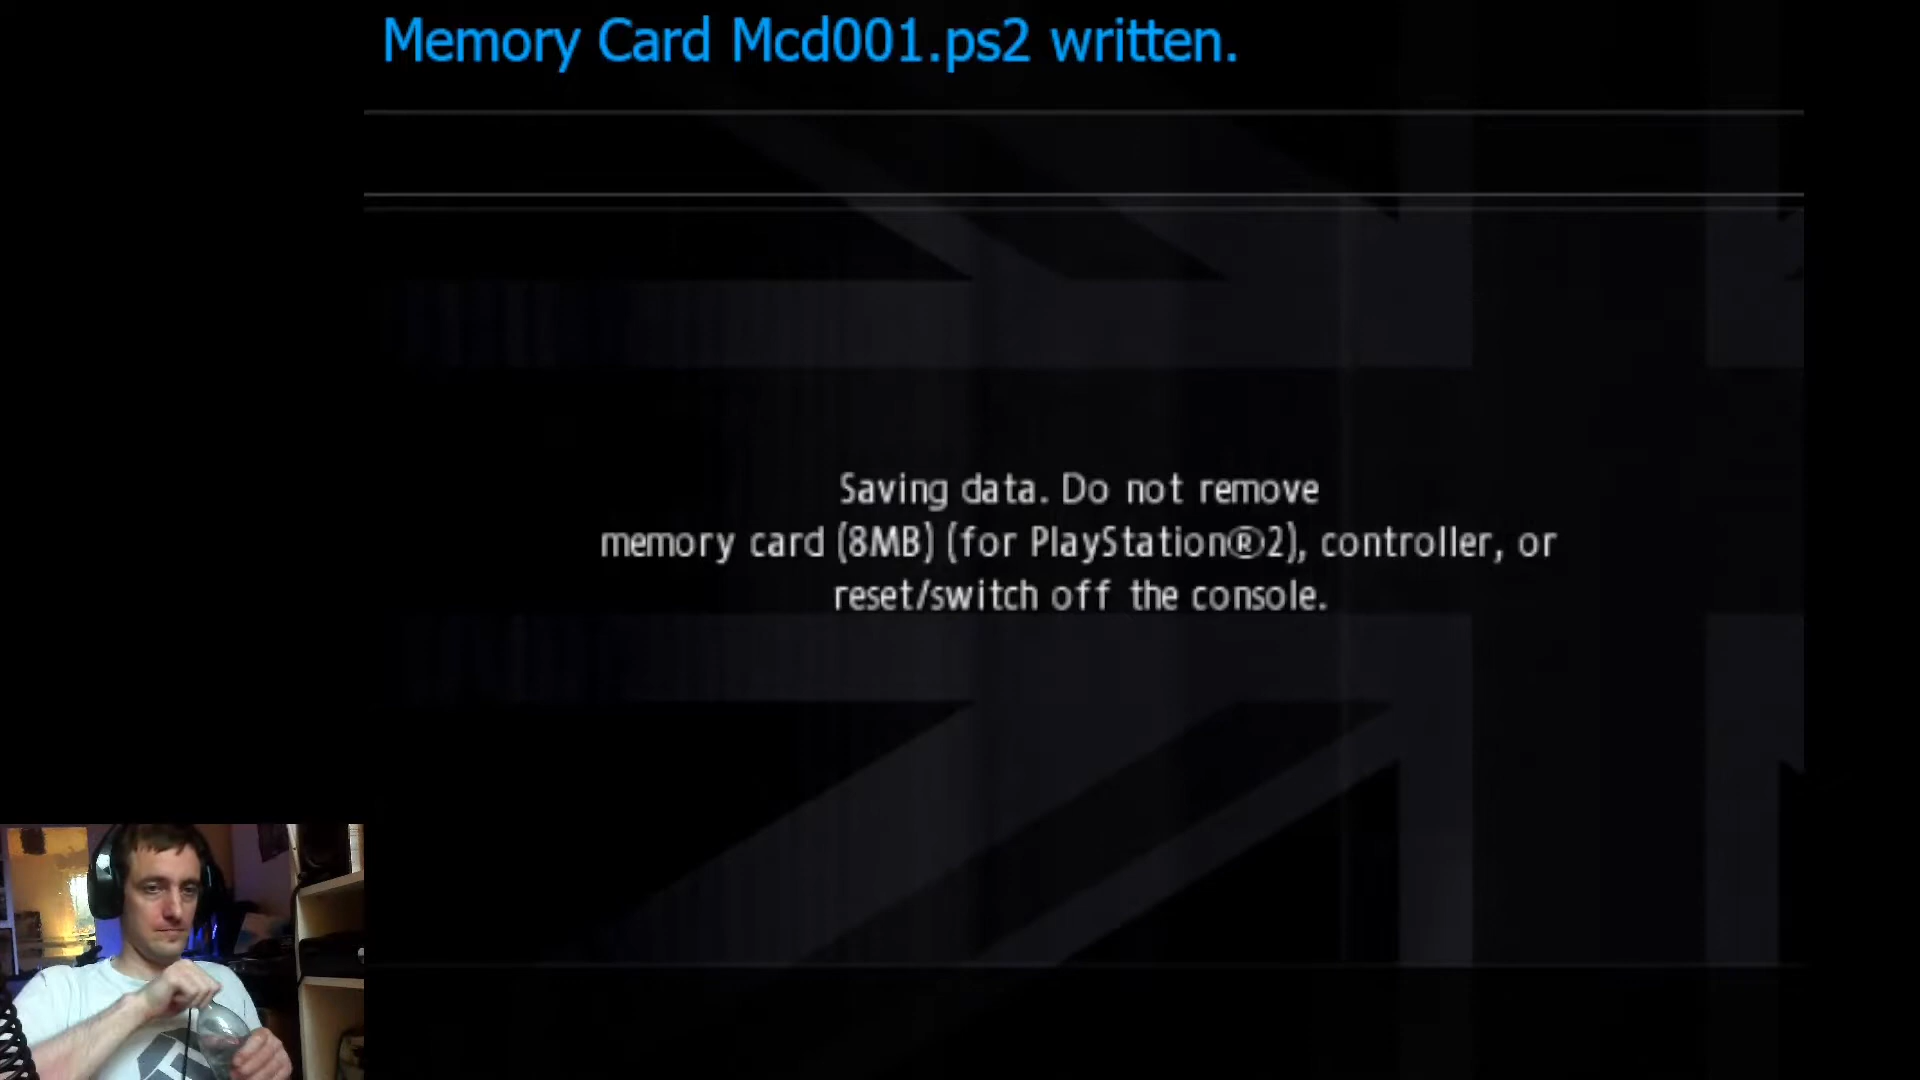 Memory Card Mcd001.ps2 written.
Saving data. Do not remove
memory card (8MB) (for PlayStation®2), controller, or
reset/switch off the console.